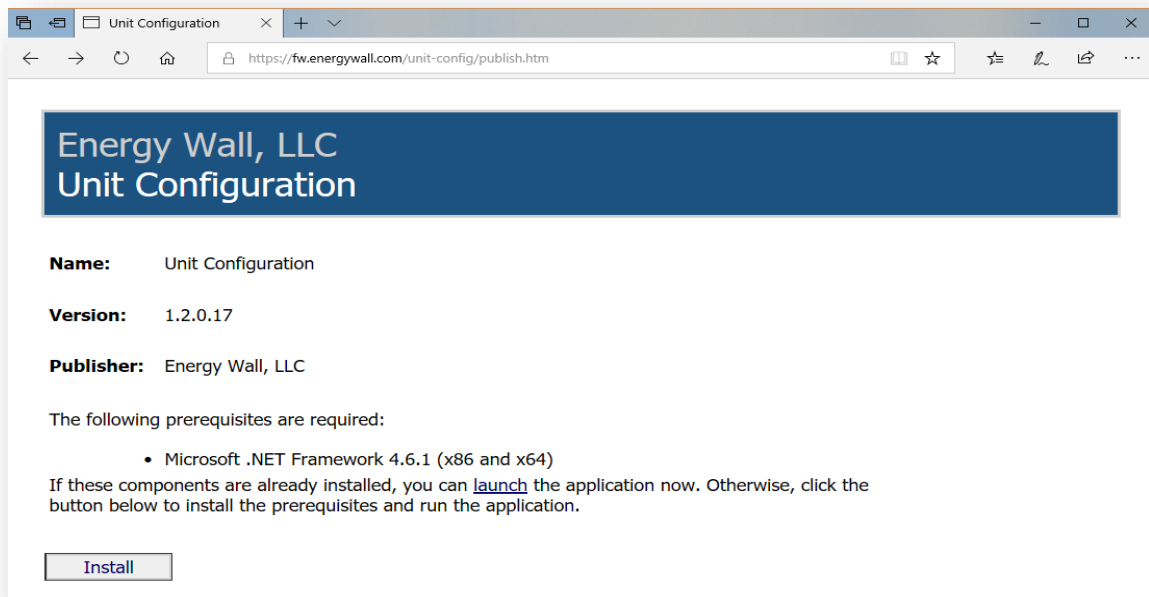 Unit Configuration
https://fw.energywall.com/unit-config/publish.htm
Energy Wall, LLC
Unit Configuration
Name: Unit Configuration
Version: 1.2.0.17
Publisher: Energy Wall, LLC
The following prerequisites are required:
• Microsoft .NET Framework 4.6.1 (x86 and x64)
If these components are already installed, you can launch the application now. Otherwise, click the
button below to install the prerequisites and run the application.
Install